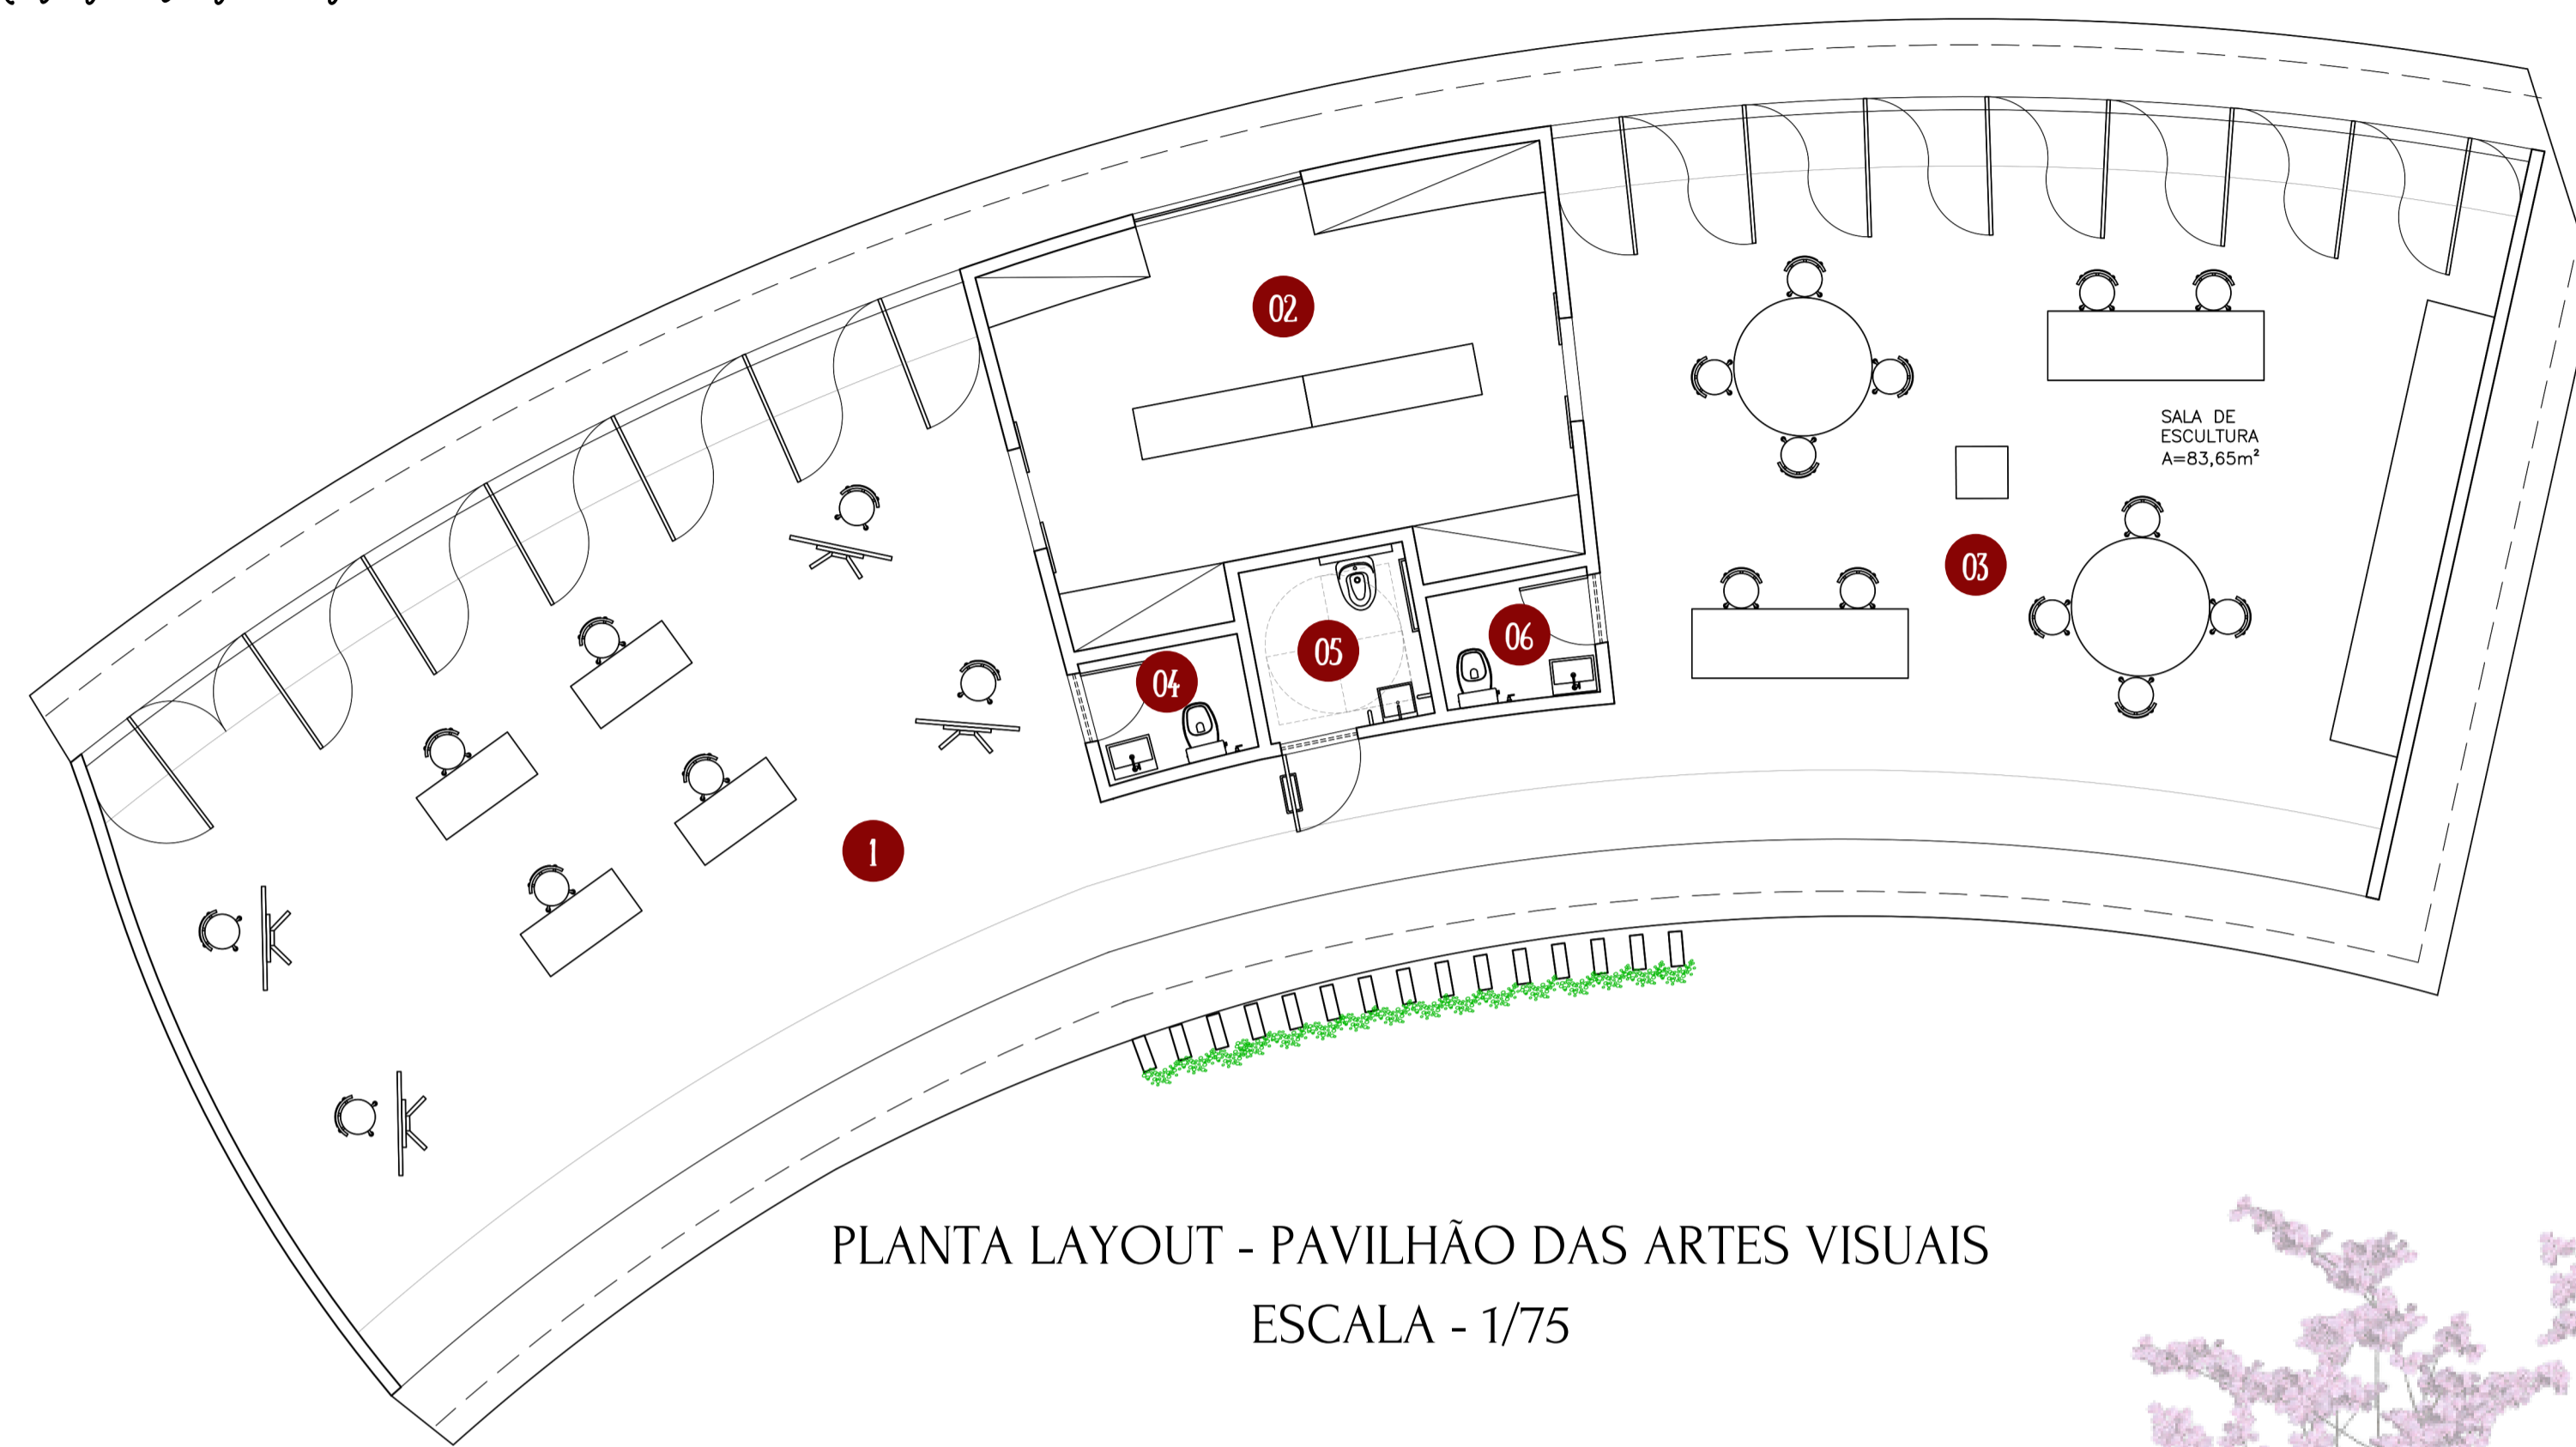 02
SALA DE
ESCULTURA
A=83,65m²
03
05
06
04
1
PLANTA LAYOUT - PAVILHÃO DAS ARTES VISUAIS
ESCALA - 1/75